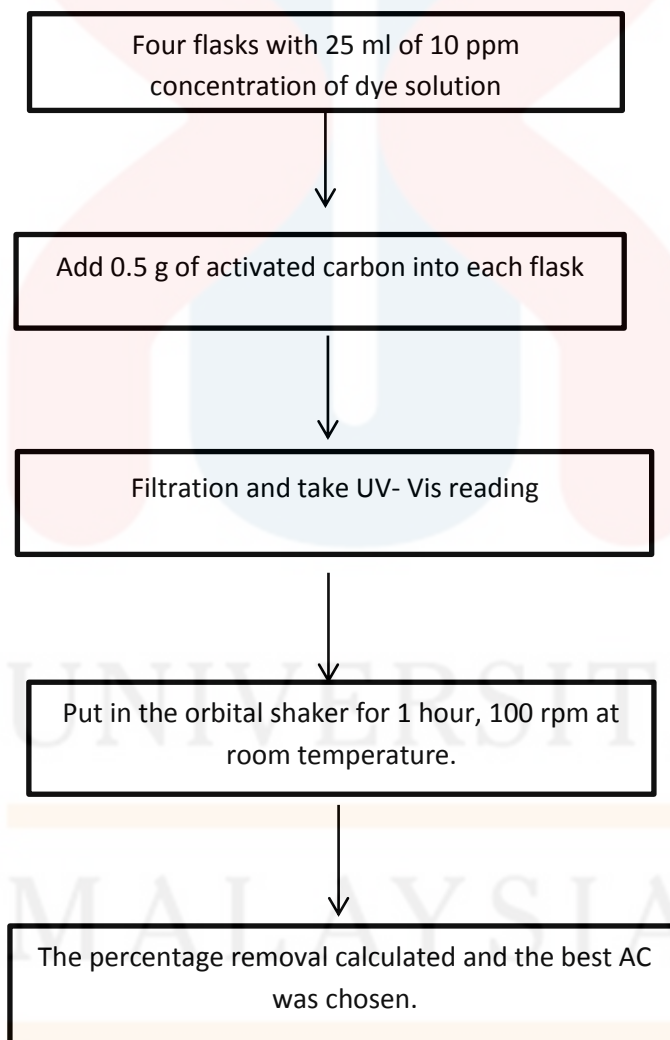 Four flasks with 25 ml of 10 ppm
concentration of dye solution
Add 0.5 g of activated carbon into each flask
Filtration and take UV- Vis reading
UNIVERSIT
Put in the orbital shaker for 1 hour, 100 rpm at
room temperature.
MALAYSIA
The percentage removal calculated and the best AC
was chosen.